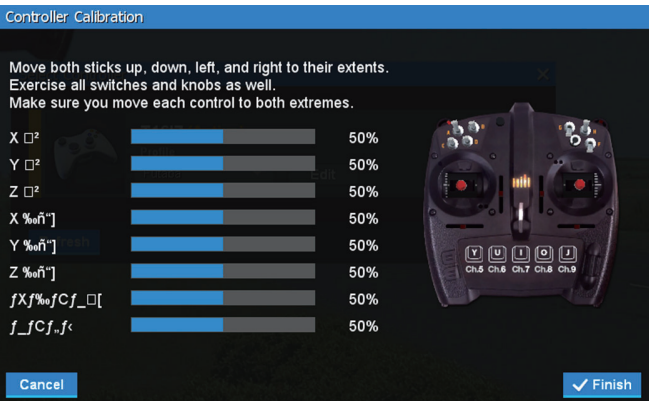 Controller Calibration
Move both sticks up, down, left, and right to their extents.
Exercise all switches and knobs as well.
Make sure you move each control to both extremes.
X □² 50%
Y □² 50%
Z □² 50%
X ‰ñ“] 50%
Y ‰ñ“] 50%
Z ‰ñ“] 50%
ƒXƒ‰ƒCƒ_□[ 50%
ƒ_ƒCƒ„ƒ‹ 50%
Edit
Y U I O J
Ch.5 Ch.6 Ch.7 Ch.8 Ch.9
Cancel
Finish